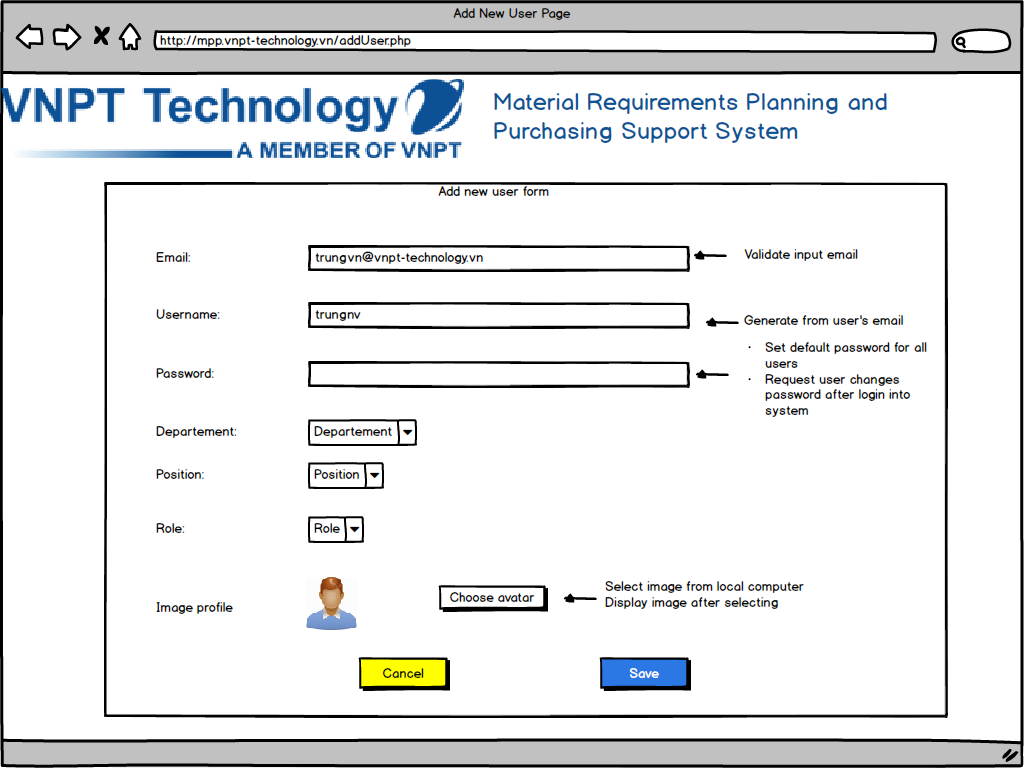 Add New User Page
http://mpp.vnpt-technology.vn/addUser.php
VNPT Technology
A MEMBER OF VNPT
Material Requirements Planning and
Purchasing Support System
Add new user form
Email:
trungvn@vnpt-technology.vn
Validate input email
Username:
trungnv
Generate from user's email
Password:
· Set default password for all
users
· Request user changes
password after login into
system
Departement:
Departement
Position:
Position
Role:
Role
Image profile
Choose avatar
Select image from local computer
Display image after selecting
Cancel
Save